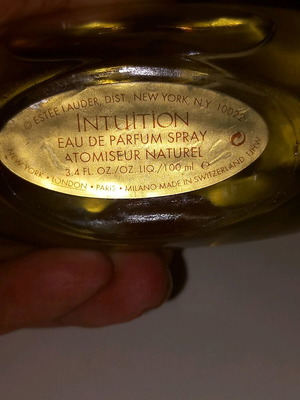 © ESTEE LAUDER, DIST. NEW YORK, N.Y. 10022
INTUITION
EAU DE PARFUM SPRAY
ATOMISEUR NATUREL
3.4 FL. OZ./OZ. LIQ./100 ml ℮
NEW YORK • LONDON • PARIS • MILANO MADE IN SWITZERLAND